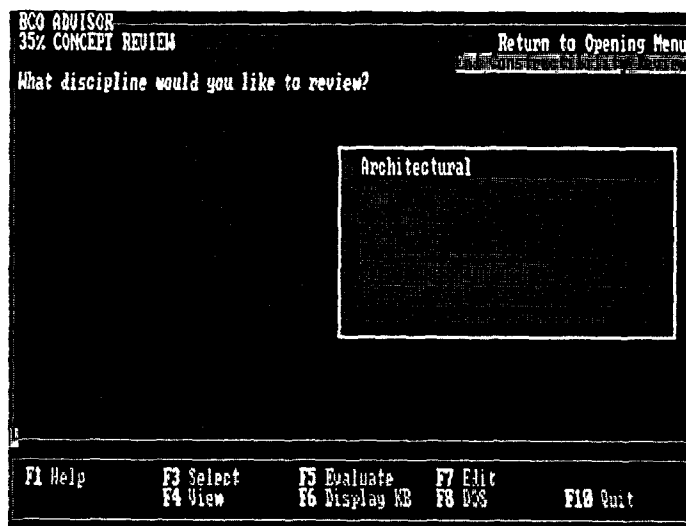 BCO ADVISOR
35% CONCEPT REVIEW
Return to Opening Menu
What discipline would you like to review?
Architectural
F1 Help F3 Select F5 Evaluate F7 Edit
F4 View F6 Display KB F8 DOS F10 Quit